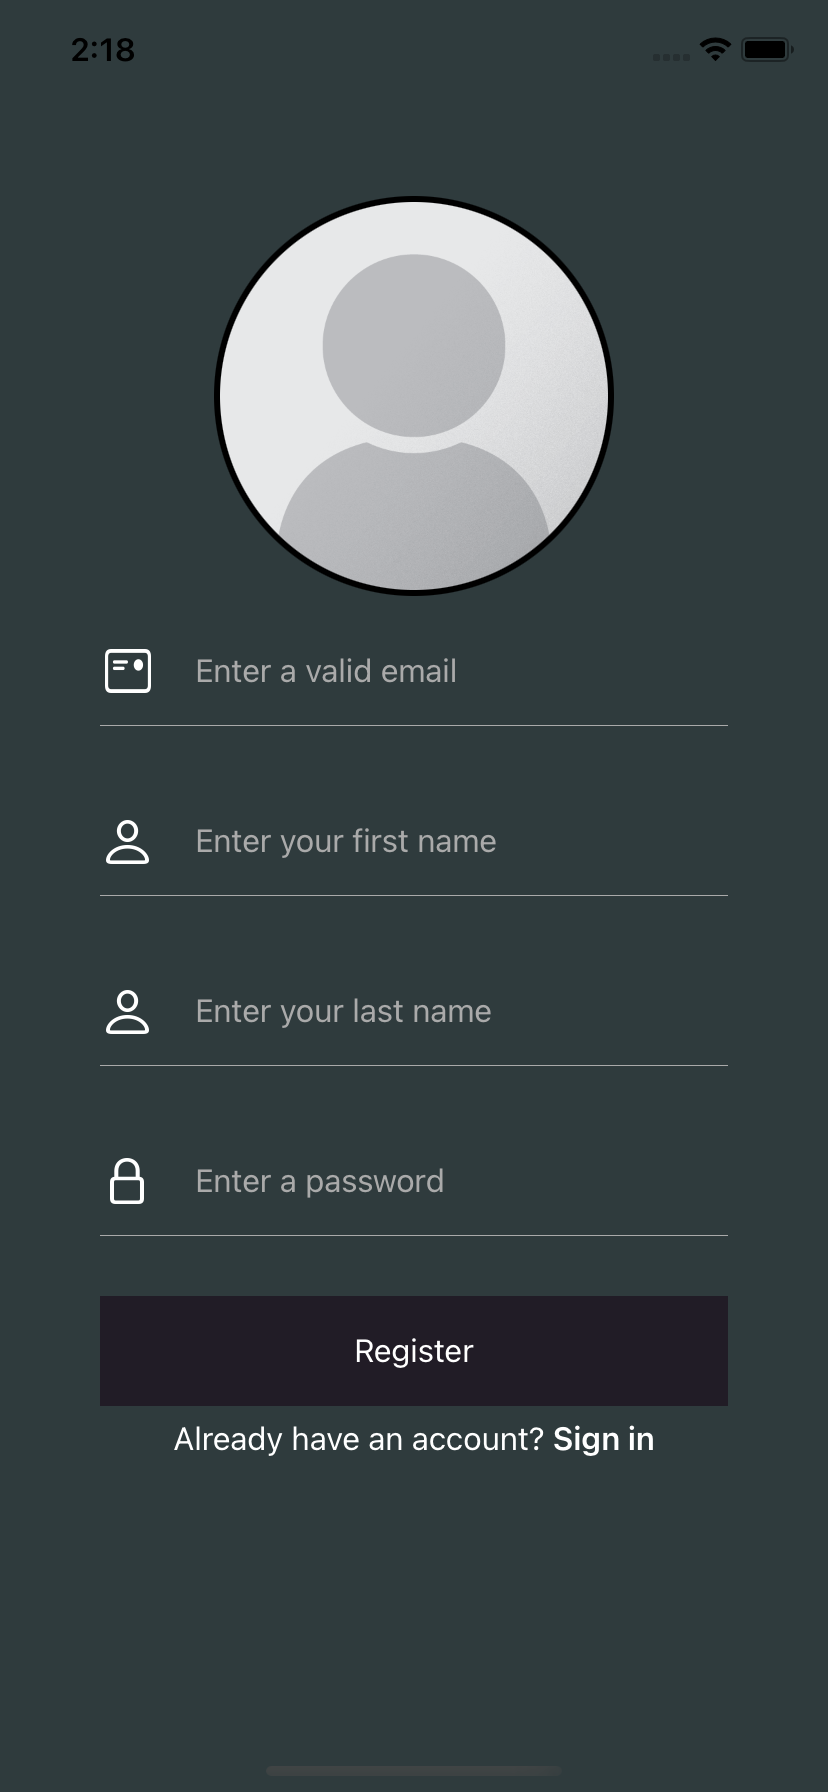 2:18
Enter a valid email
Enter your first name
Enter your last name
Enter a password
Register
Already have an account? Sign in